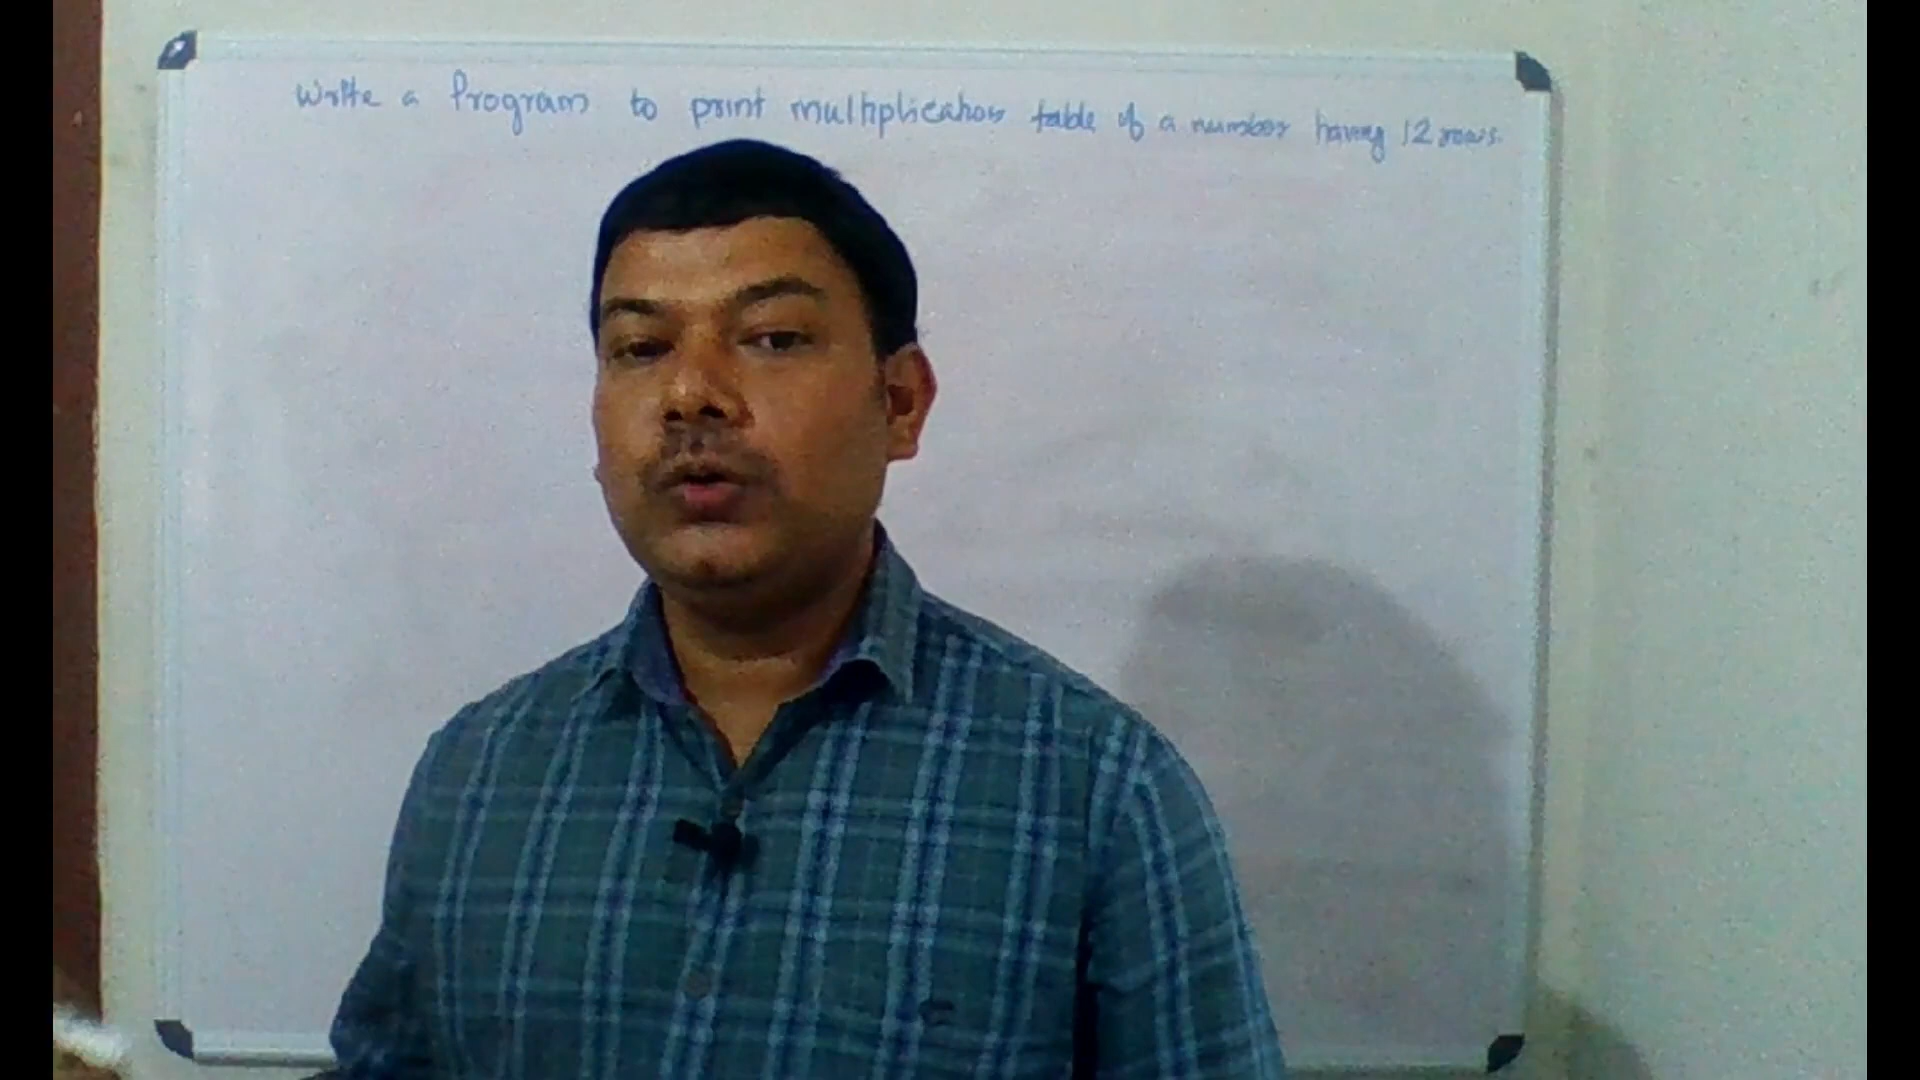 Write a Program to print multiplication table of a number having 12 rows.